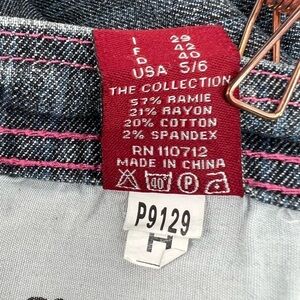 I 29
F 42
D 40
USA 5/6
THE COLLECTION
57% RAMIE
21% RAYON
20% COTTON
2% SPANDEX
RN 110712
MADE IN CHINA
40° P
P9129
H